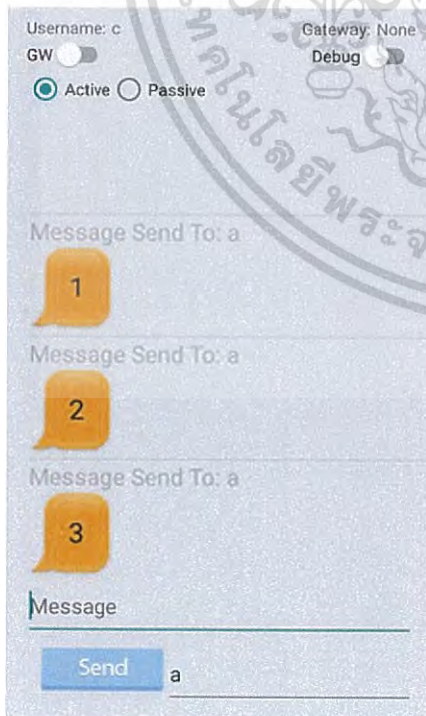 Username: c Gateway: None
GW Debug
Active Passive
Message Send To: a
1
Message Send To: a
2
Message Send To: a
3
Message
Send a